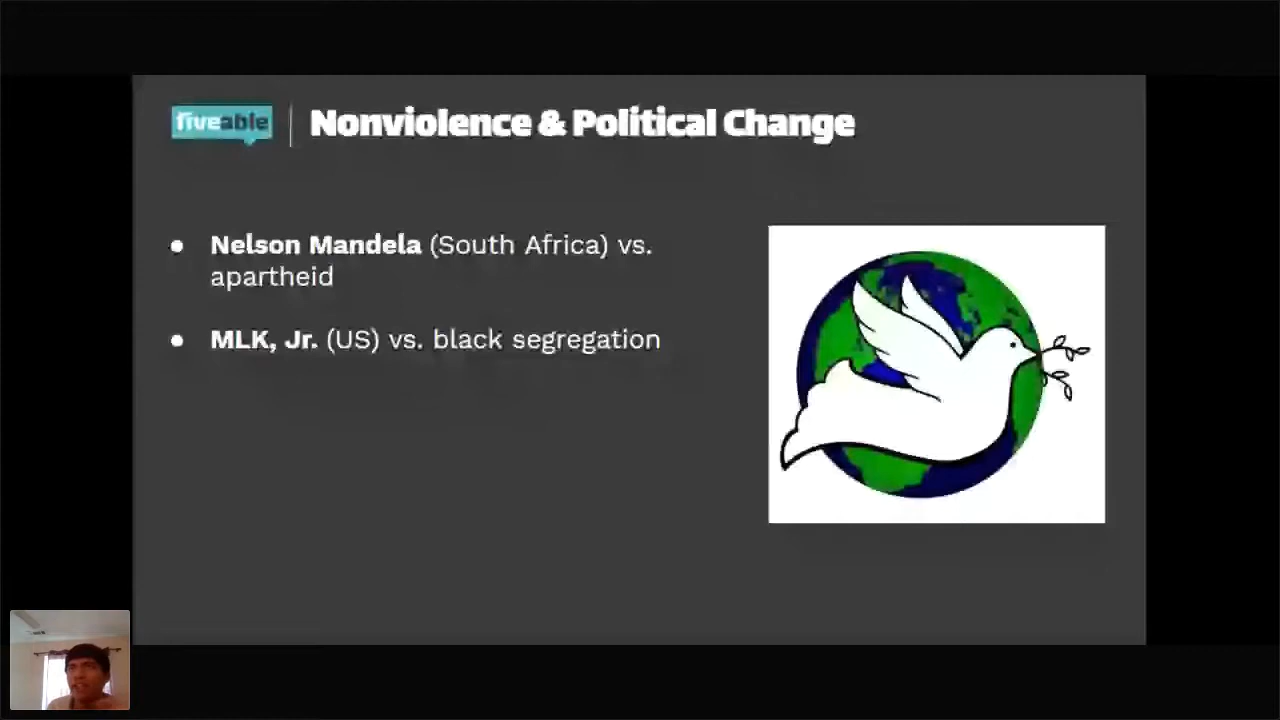 fiveable
Nonviolence & Political Change
● Nelson Mandela (South Africa) vs.
apartheid
● MLK, Jr. (US) vs. black segregation